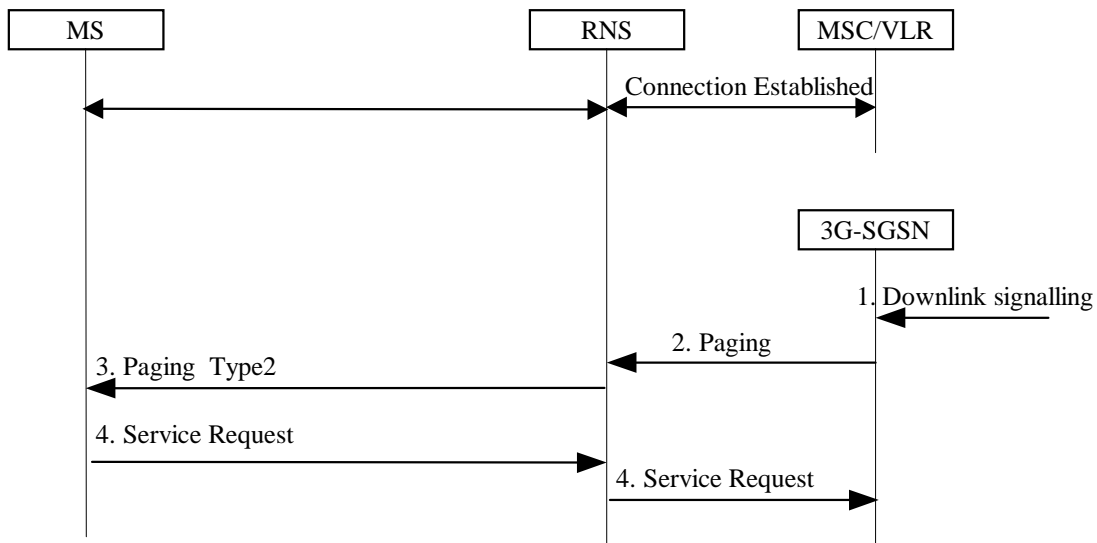 MS
RNS
MSC/VLR
Connection Established
3G-SGSN
1. Downlink signalling
2. Paging
3. Paging  Type2
4. Service Request
4. Service Request